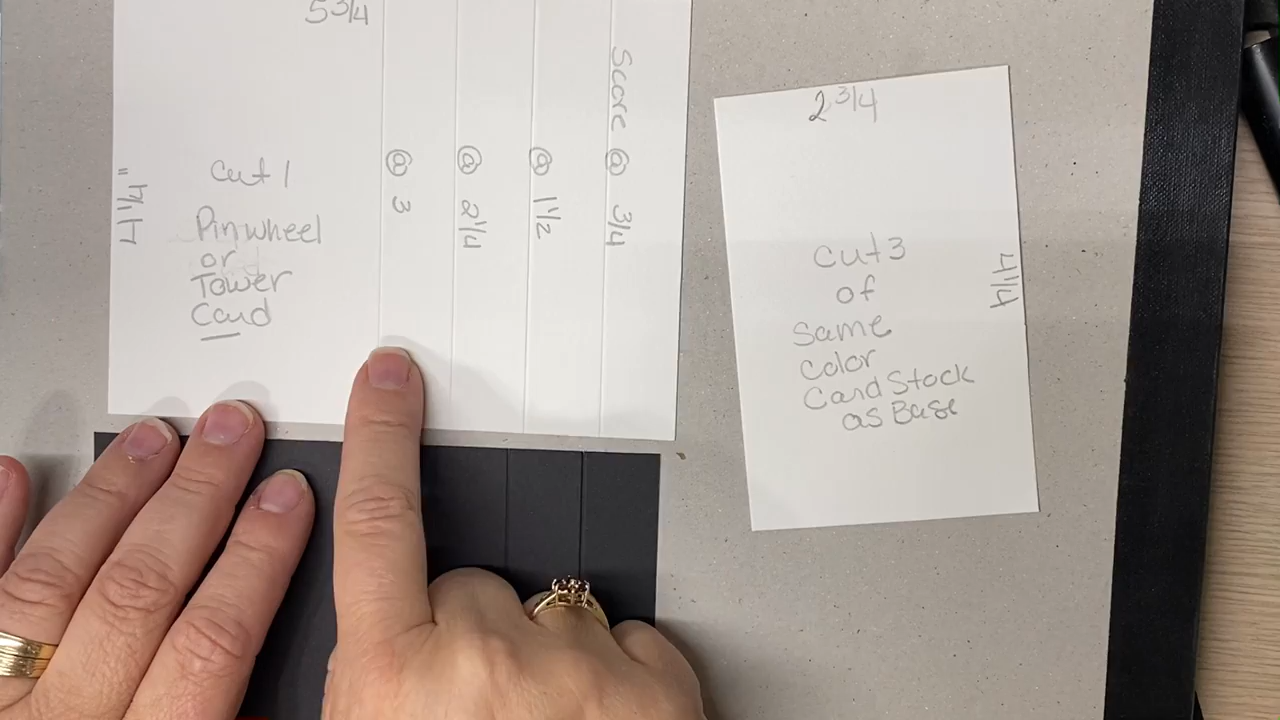 5 3/4
Score @ 3/4
@ 1 1/2
@ 2 1/4
@ 3
4 1/4"
Cut 1
Pinwheel
or
Tower
Card
2 3/4
4 1/4
Cut 3
of
Same
Color
Card Stock
as Base